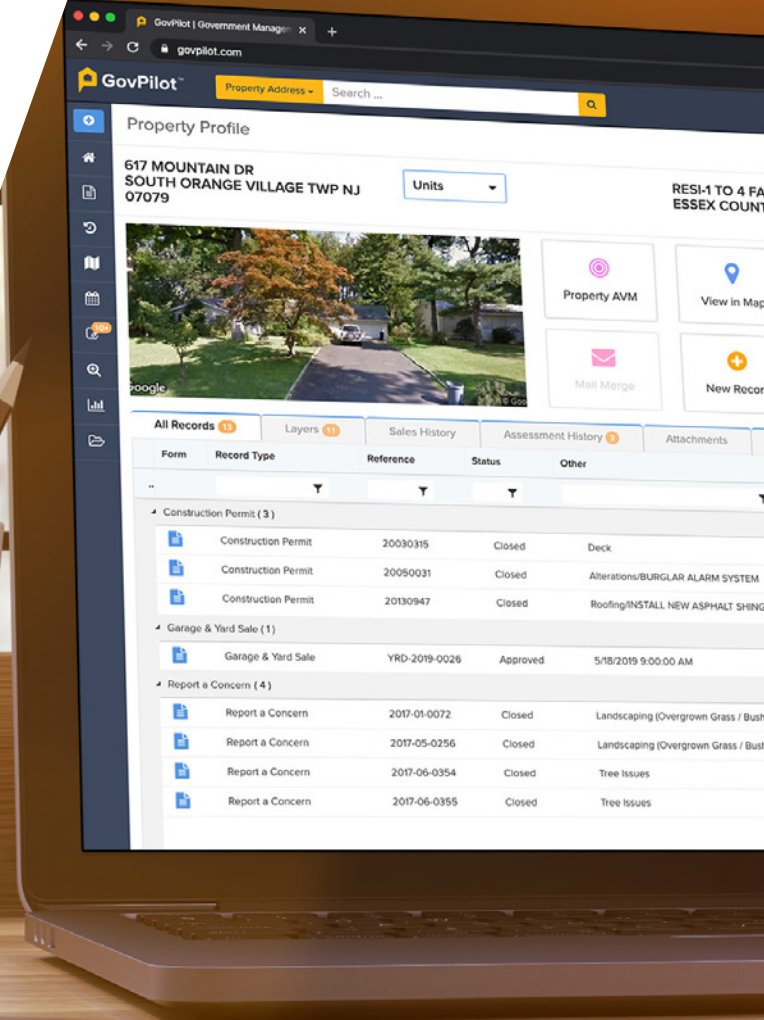 GovPilot | Government Manage
govpilot.com
GovPilot™
Property Address
Search ...
Property Profile
617 MOUNTAIN DR
SOUTH ORANGE VILLAGE TWP NJ
07079
Units
RESI-1 TO 4 FA
ESSEX COUNT
Property AVM
View in Map
Mail Merge
New Recor
10+
Google
© Goo
All Records 13 Layers 11 Sales History Assessment History 3 Attachments
Form Record Type Reference Status Other
..
Construction Permit ( 3 )
Construction Permit 20030315 Closed Deck
Construction Permit 20050031 Closed Alterations/BURGLAR ALARM SYSTEM
Construction Permit 20130947 Closed Roofing/INSTALL NEW ASPHALT SHING
Garage & Yard Sale ( 1 )
Garage & Yard Sale YRD-2019-0026 Approved 5/18/2019 9:00:00 AM
Report a Concern ( 4 )
Report a Concern 2017-01-0072 Closed Landscaping (Overgrown Grass / Bush
Report a Concern 2017-05-0256 Closed Landscaping (Overgrown Grass / Bush
Report a Concern 2017-06-0354 Closed Tree Issues
Report a Concern 2017-06-0355 Closed Tree Issues